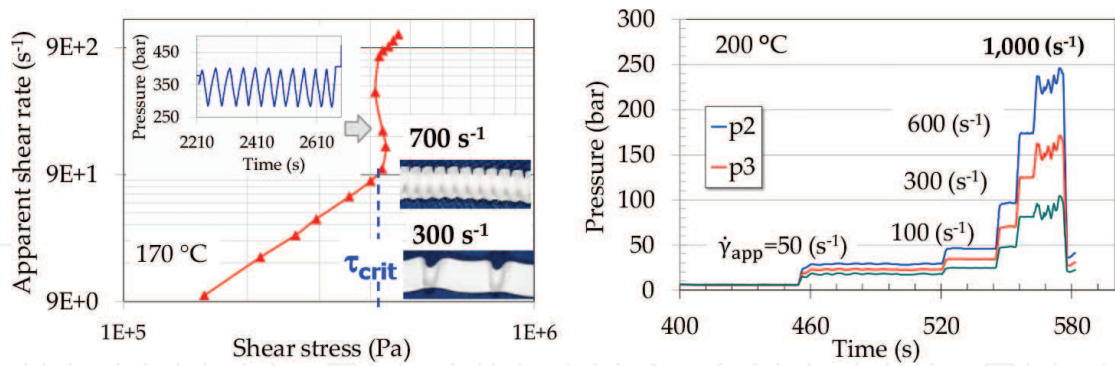 Apparent shear rate (s⁻¹)
9E+2
9E+1
9E+0
Pressure (bar)
450
350
250
2210 2410 2610
Time (s)
700 s⁻¹
300 s⁻¹
170 °C
τcrit
1E+5 1E+6
Shear stress (Pa)
Pressure (bar)
300
250
200
150
100
50
0
200 °C
1,000 (s⁻¹)
p2
p3
600 (s⁻¹)
300 (s⁻¹)
100 (s⁻¹)
γ̇app=50 (s⁻¹)
400 460 520 580
Time (s)